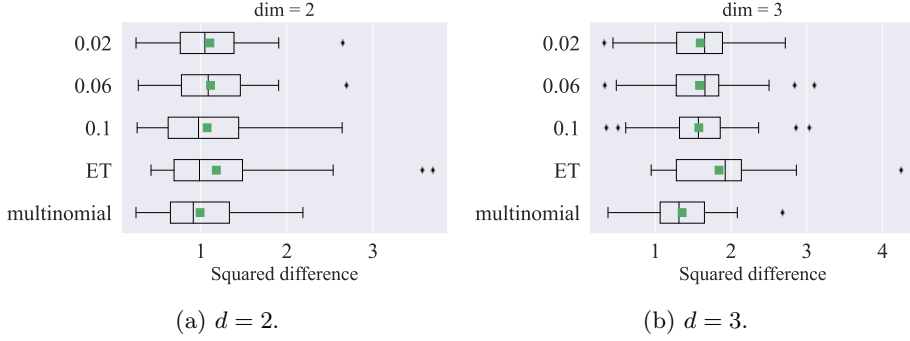 dim = 2
0.02
0.06
0.1
ET
multinomial
1 2 3
Squared difference
(a) d = 2.
dim = 3
0.02
0.06
0.1
ET
multinomial
1 2 3 4
Squared difference
(b) d = 3.